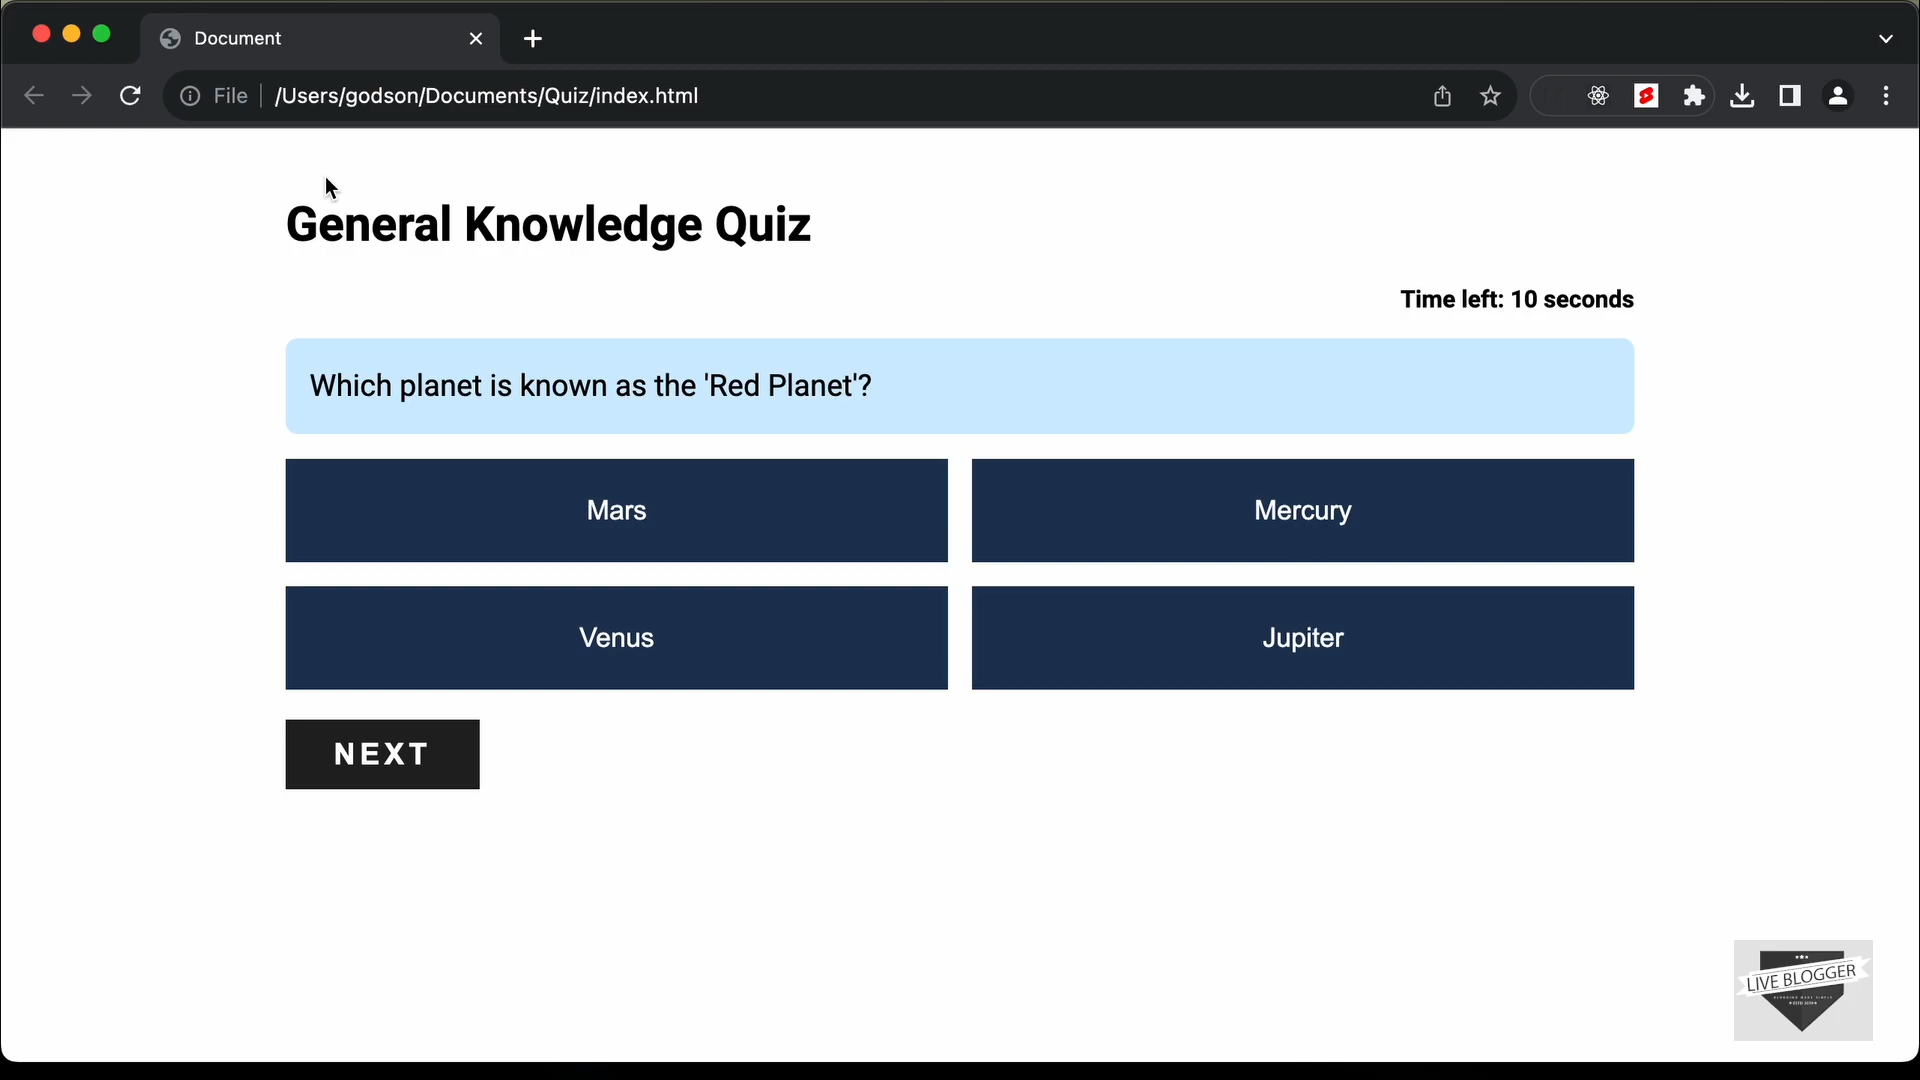 Document
File
/Users/godson/Documents/Quiz/index.html
General Knowledge Quiz
Time left: 10 seconds
Which planet is known as the 'Red Planet'?
Mars
Mercury
Venus
Jupiter
NEXT
LIVE BLOGGER